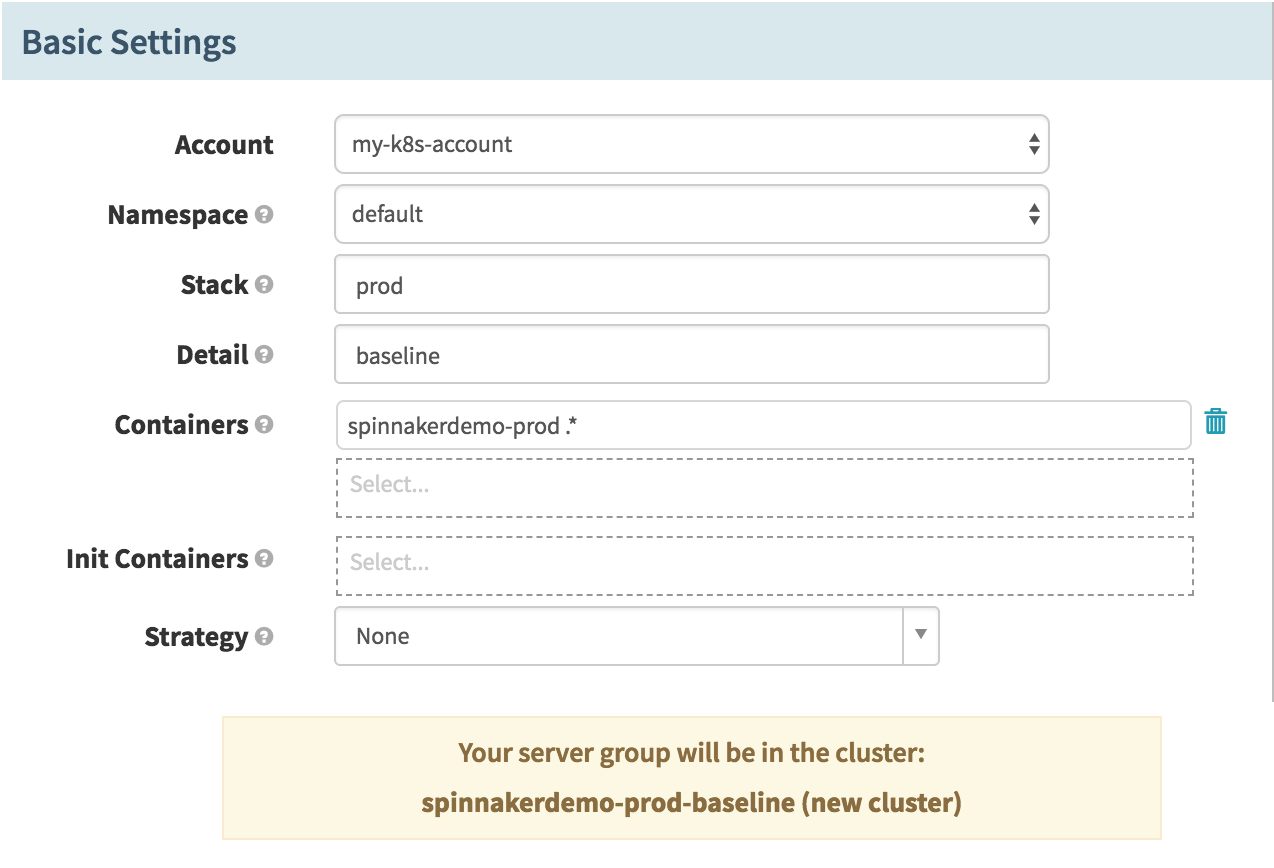 Basic Settings
Account my-k8s-account
Namespace ? default
Stack ? prod
Detail ? baseline
Containers ? spinnakerdemo-prod .*
Select...
Init Containers ? Select...
Strategy ? None
Your server group will be in the cluster:
spinnakerdemo-prod-baseline (new cluster)